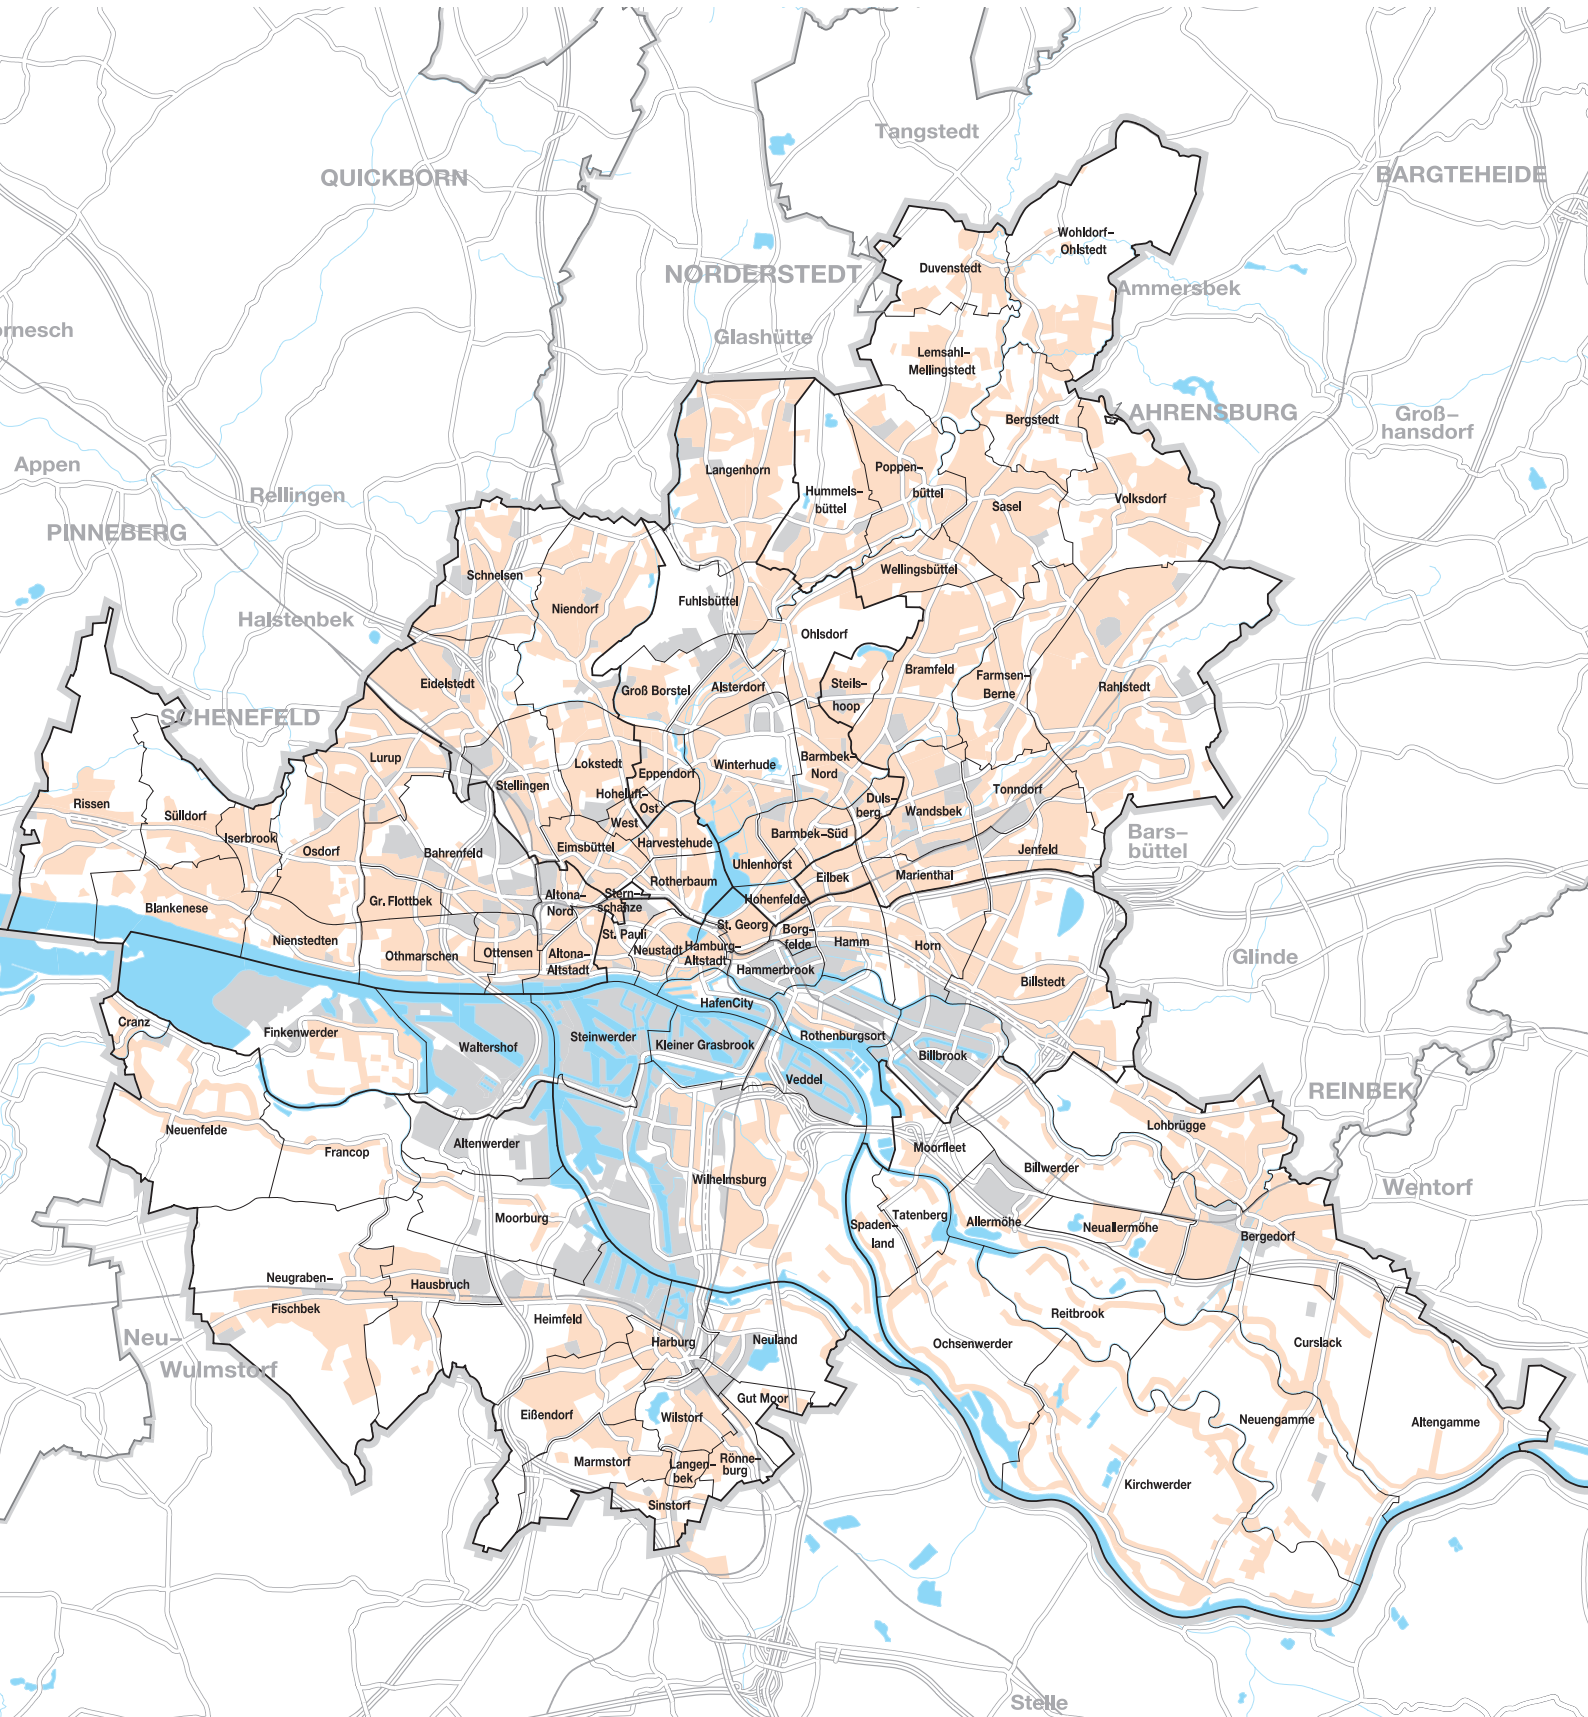 Tangstedt
QUICKBORN
BARGTEHEIDE
Wohldorf–
Ohlstedt
NORDERSTEDT
Duvenstedt
Ammersbek
Glashütte
Lemsahl–
Mellingstedt
AHRENSBURG
Bergstedt
Groß–
hansdorf
Appen
Langenhorn
Poppen–
büttel
Rellingen
Hummels–
büttel
Volksdorf
Sasel
PINNEBERG
Schnelsen
Wellingsbüttel
Niendorf
Fuhlsbüttel
Halstenbek
Ohlsdorf
Bramfeld
Farmsen–
Berne
Eidelstedt
Groß Borstel
Alsterdorf
Steils–
hoop
Rahlstedt
SCHENEFELD
Lurup
Lokstedt
Eppendorf
Winterhude
Barmbek–
Nord
Stellingen
Hoheluft–
Ost
West
Duls–
berg
Wandsbek
Tonndorf
Rissen
Sülldorf
Iserbrook
Osdorf
Bahrenfeld
Eimsbüttel
Harvestehude
Barmbek–Süd
Bars–
büttel
Jenfeld
Uhlenhorst
Eilbek
Marienthal
Rotherbaum
Altona–
Nord
Stern–
schanze
Hohenfelde
Blankenese
Gr. Flottbek
St. Georg
Borg–
felde
Hamm
Horn
St. Pauli
Nienstedten
Othmarschen
Ottensen
Altona–
Altstadt
Neustadt
Hamburg–
Altstadt
Hammerbrook
Glinde
Billstedt
HafenCity
Cranz
Finkenwerder
Waltershof
Steinwerder
Kleiner Grasbrook
Rothenburgsort
Billbrook
Veddel
REINBEK
Neuenfelde
Lohbrügge
Francop
Altenwerder
Moorfleet
Billwerder
Wilhelmsburg
Wentorf
Moorburg
Spaden–
land
Tatenberg
Allermöhe
Neuallermöhe
Bergedorf
Neugraben–
Fischbek
Hausbruch
Heimfeld
Reitbrook
Neu–
Wulmstorf
Harburg
Neuland
Ochsenwerder
Curslack
Gut Moor
Eißendorf
Wilstorf
Neuengamme
Altengamme
Marmstorf
Langen–
bek
Rönne–
burg
Kirchwerder
Sinstorf
Stelle